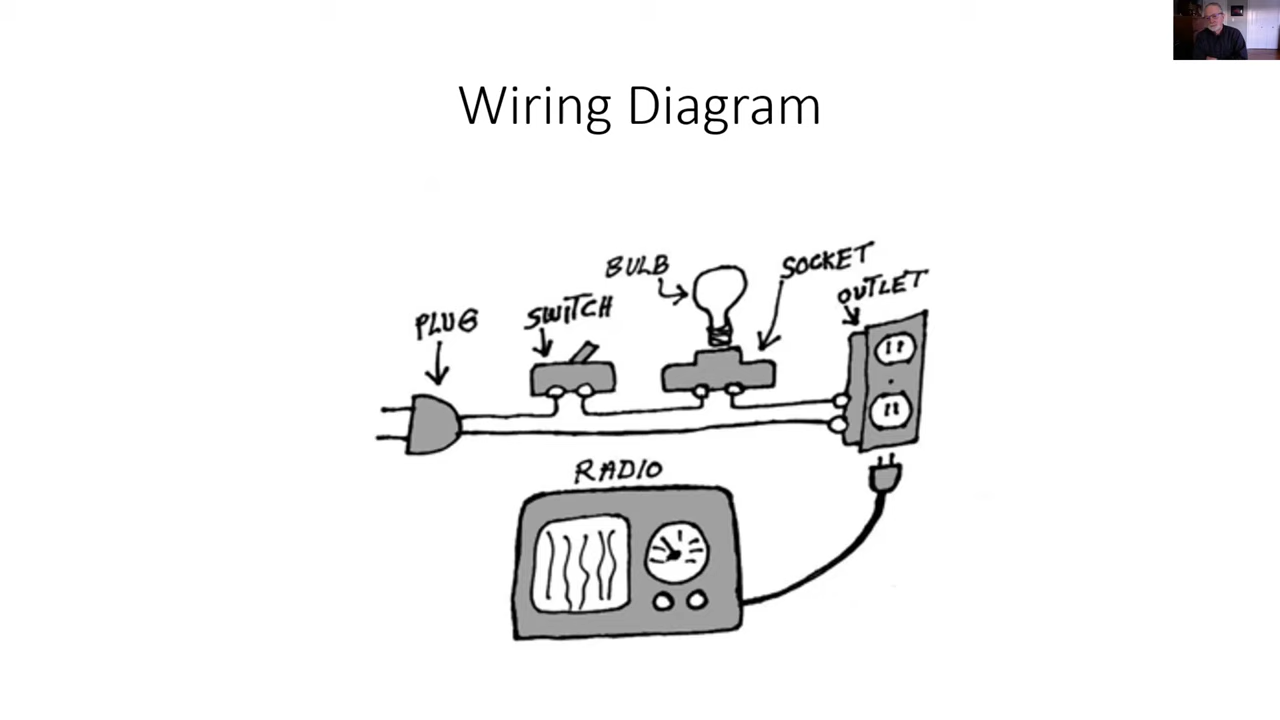 Wiring Diagram
BULB
SOCKET
OUTLET
PLUG
SWITCH
RADIO